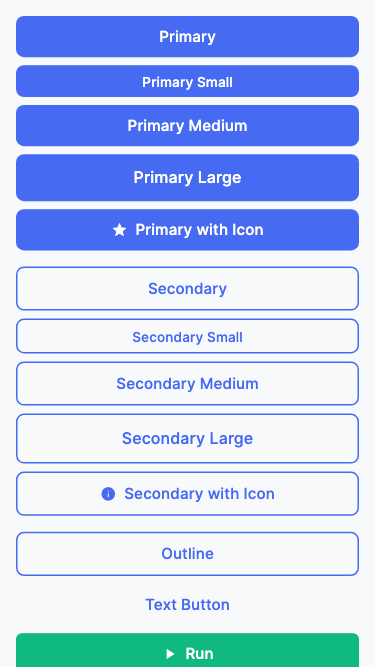 Primary
Primary Small
Primary Medium
Primary Large
Primary with Icon
Secondary
Secondary Small
Secondary Medium
Secondary Large
Secondary with Icon
Outline
Text Button
Run